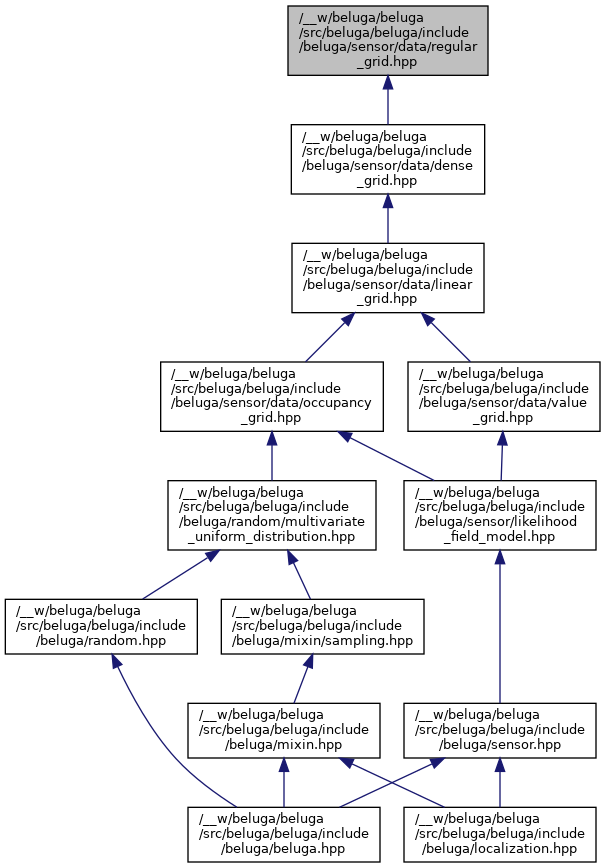 /__w/beluga/beluga
/src/beluga/beluga/include
/beluga/sensor/data/regular
_grid.hpp
/__w/beluga/beluga
/src/beluga/beluga/include
/beluga/sensor/data/dense
_grid.hpp
/__w/beluga/beluga
/src/beluga/beluga/include
/beluga/sensor/data/linear
_grid.hpp
/__w/beluga/beluga
/src/beluga/beluga/include
/beluga/sensor/data/occupancy
_grid.hpp
/__w/beluga/beluga
/src/beluga/beluga/include
/beluga/sensor/data/value
_grid.hpp
/__w/beluga/beluga
/src/beluga/beluga/include
/beluga/random/multivariate
_uniform_distribution.hpp
/__w/beluga/beluga
/src/beluga/beluga/include
/beluga/sensor/likelihood
_field_model.hpp
/__w/beluga/beluga
/src/beluga/beluga/include
/beluga/random.hpp
/__w/beluga/beluga
/src/beluga/beluga/include
/beluga/mixin/sampling.hpp
/__w/beluga/beluga
/src/beluga/beluga/include
/beluga/mixin.hpp
/__w/beluga/beluga
/src/beluga/beluga/include
/beluga/sensor.hpp
/__w/beluga/beluga
/src/beluga/beluga/include
/beluga/beluga.hpp
/__w/beluga/beluga
/src/beluga/beluga/include
/beluga/localization.hpp